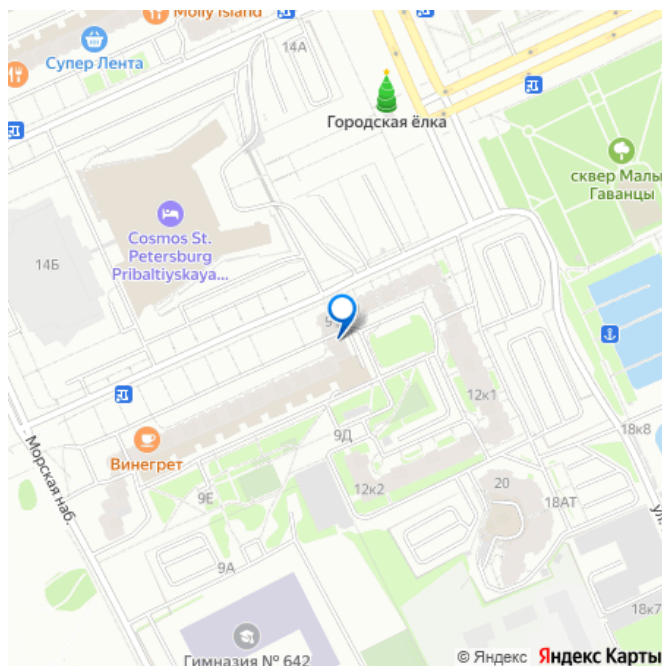 Molly Island
14А
Супер Лента
Городская ёлка
сквер Малы
Гаванцы
Cosmos St.
Petersburg
Pribaltiyskaya...
14Б
12к1
18к8
Винегрет
9Д
Морская наб.
12к2
20
9Е
18АТ
9А
18к7
Гимназия № 642
© Яндекс Яндекс Карты